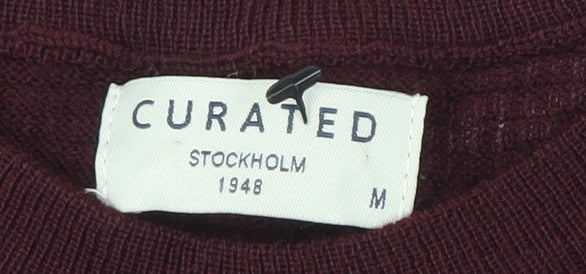 CURATED
STOCKHOLM
1948
M